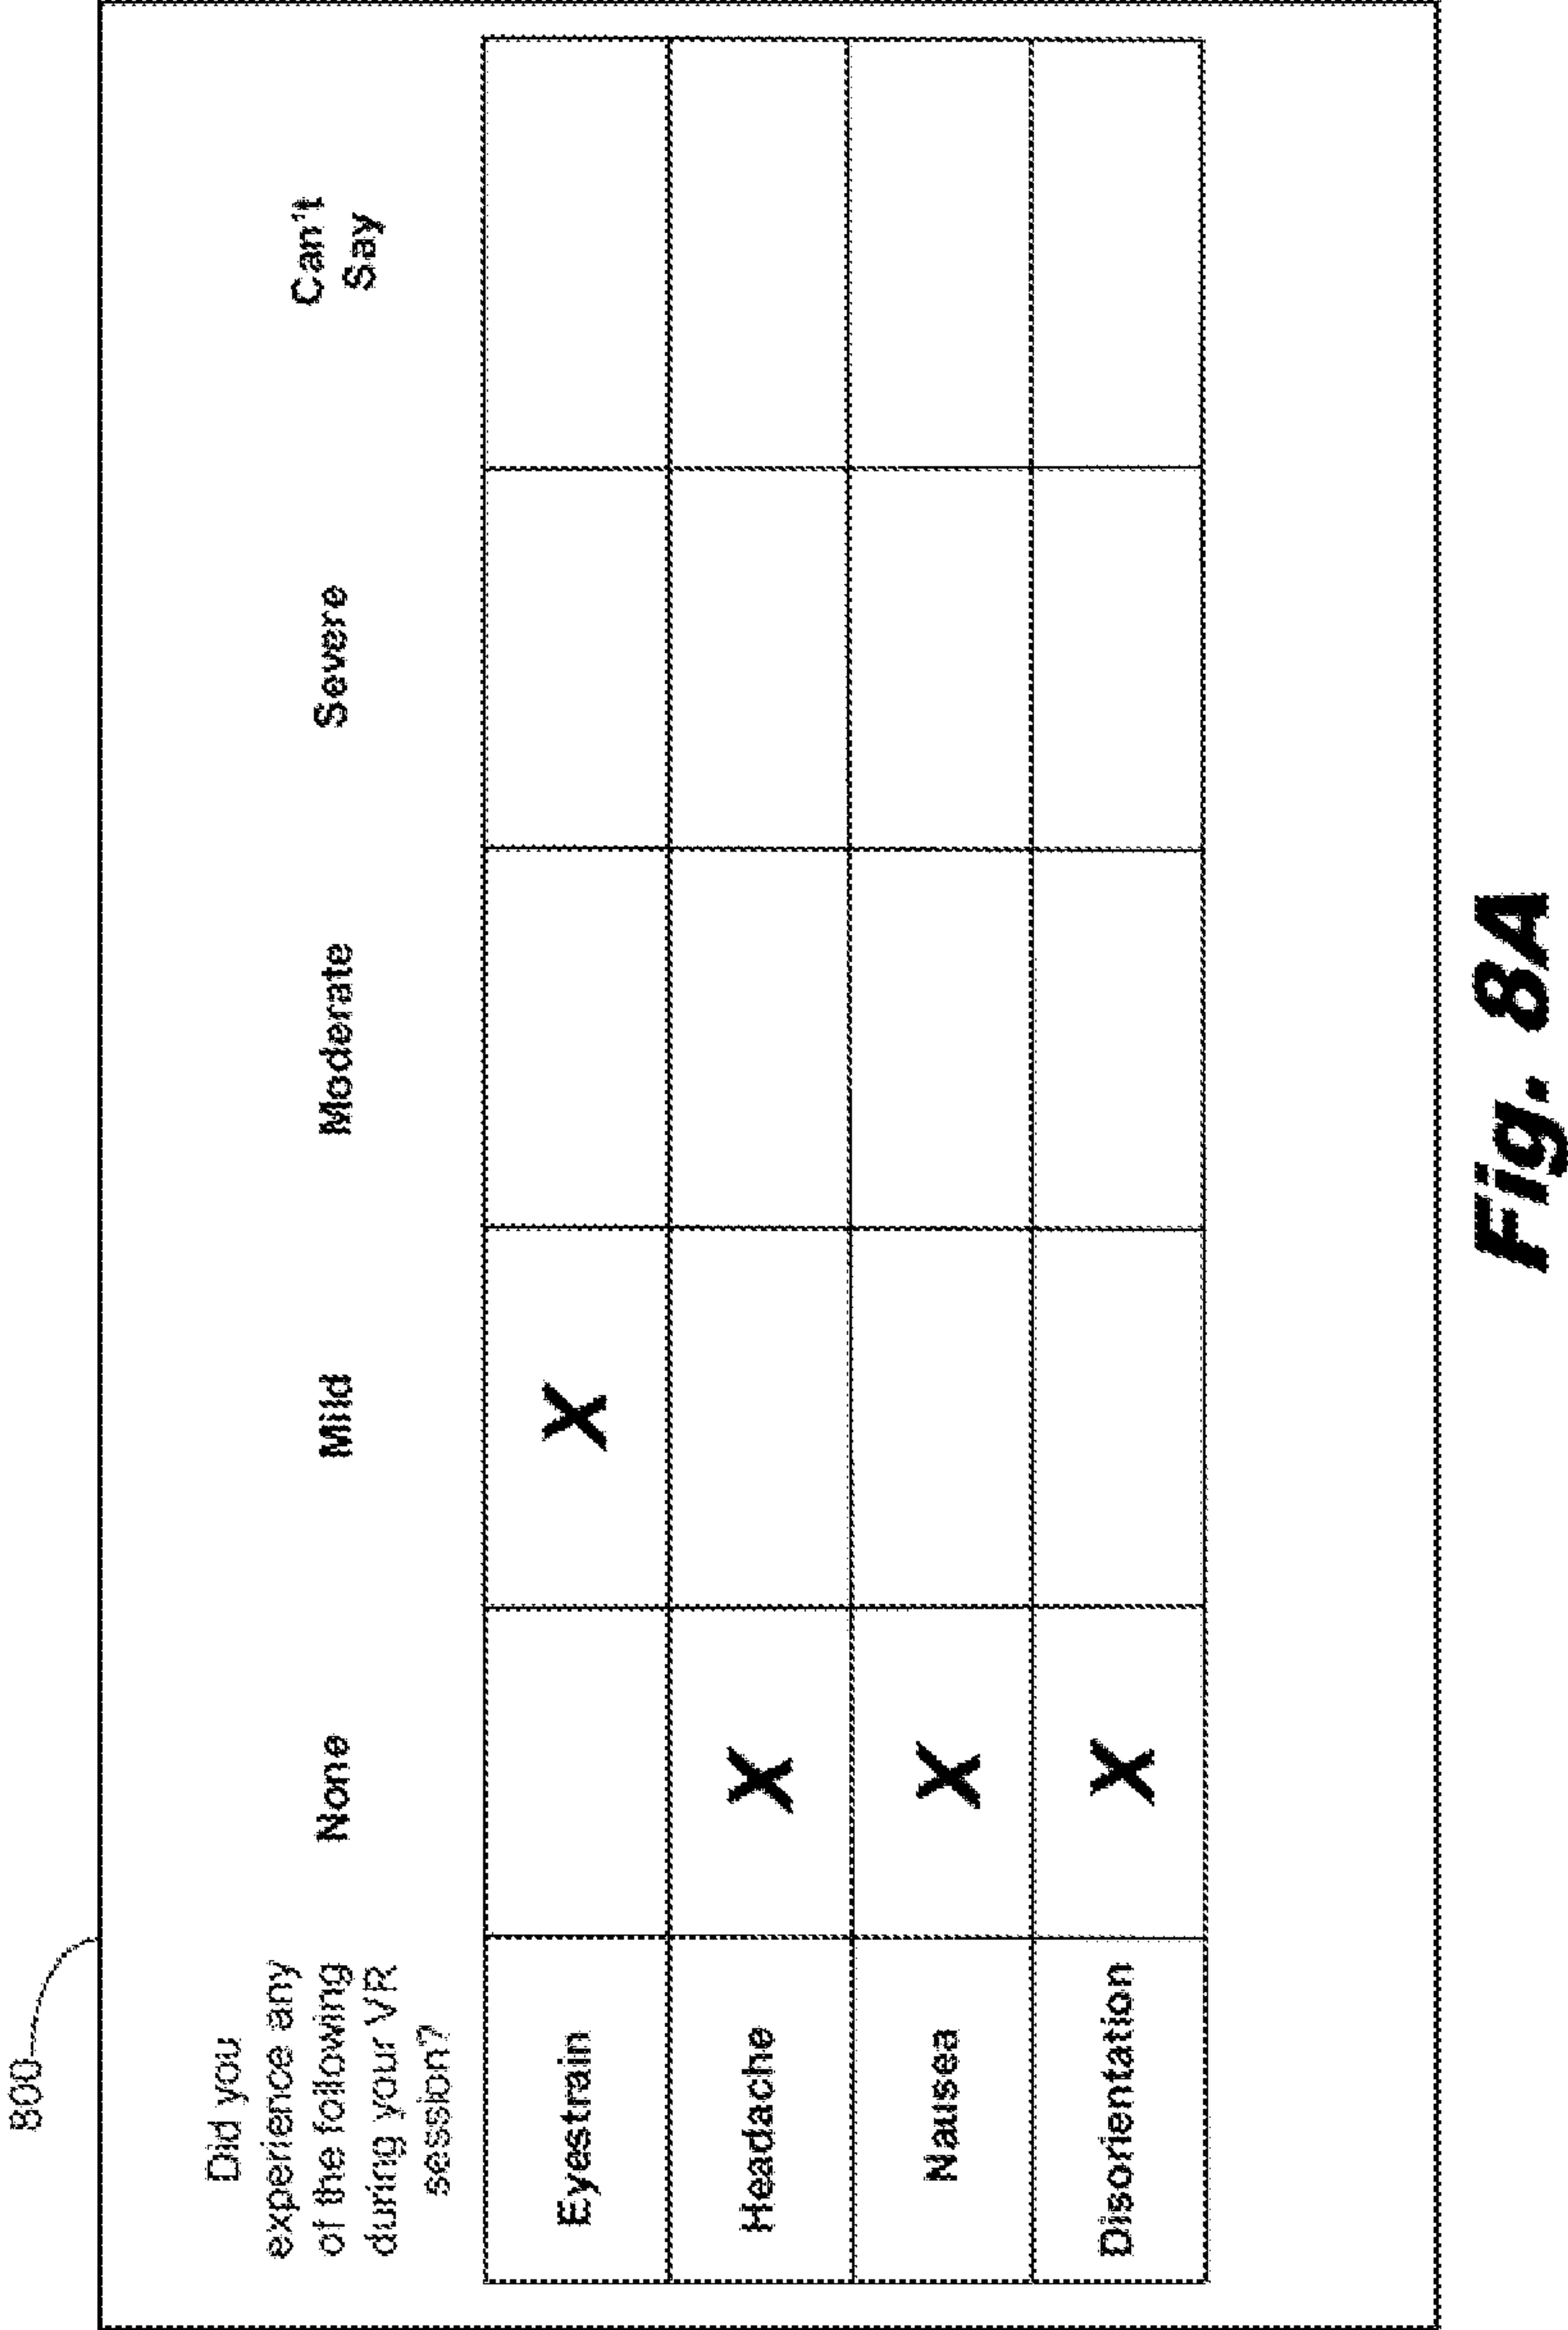 800
Did you
experience any
of the following
during your VR
session?
None
Mild
Moderate
Severe
Can't
Say
Eyestrain
X
Headache
X
Nausea
X
Disorientation
X
Fig. 8A